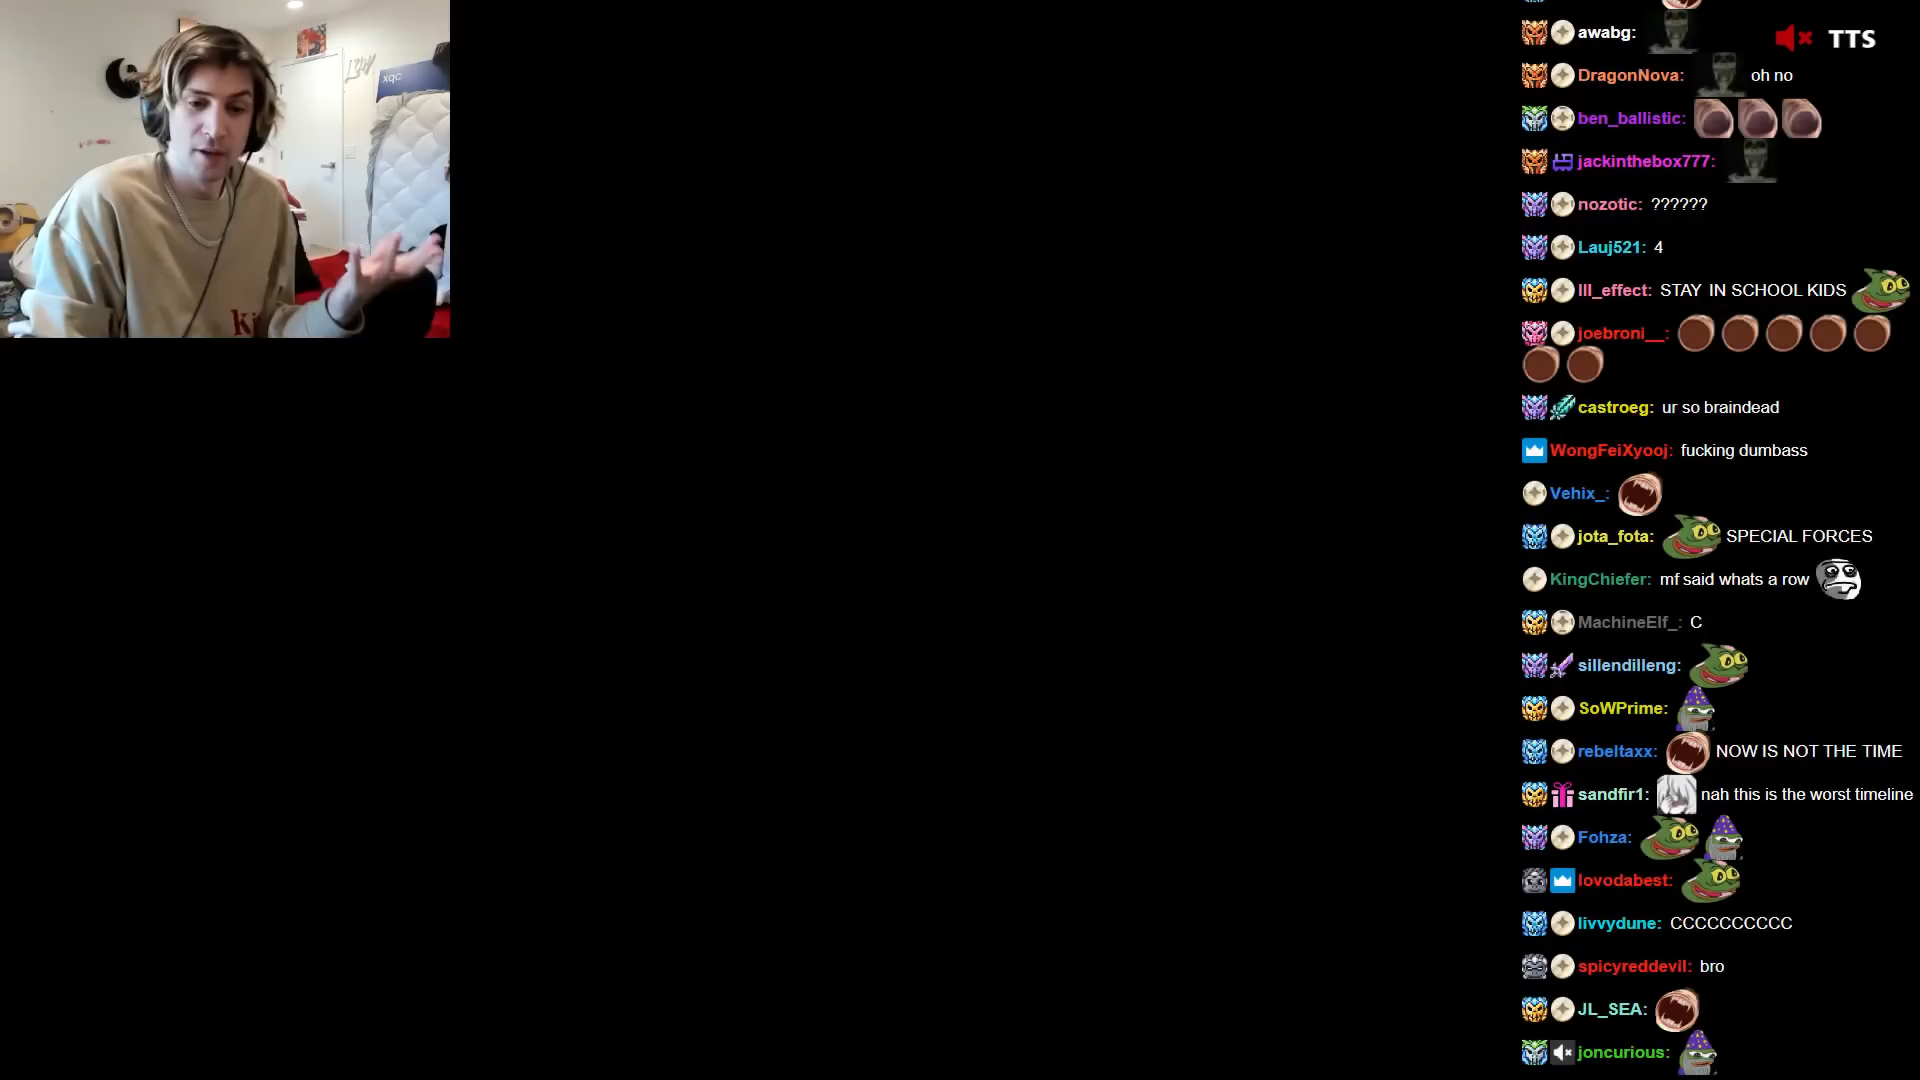 xqc
ki
TTS
awabg:
DragonNova: oh no
ben_ballistic:
jackinthebox777:
nozotic: ??????
Lauj521: 4
Ill_effect: STAY IN SCHOOL KIDS
joebroni__:
castroeg: ur so braindead
WongFeiXyooj: fucking dumbass
Vehix_:
jota_fota: SPECIAL FORCES
KingChiefer: mf said whats a row
MachineElf_: C
sillendilleng:
SoWPrime:
rebeltaxx: NOW IS NOT THE TIME
sandfir1: nah this is the worst timeline
Fohza:
lovodabest:
livvydune: CCCCCCCCCC
spicyreddevil: bro
JL_SEA:
joncurious: